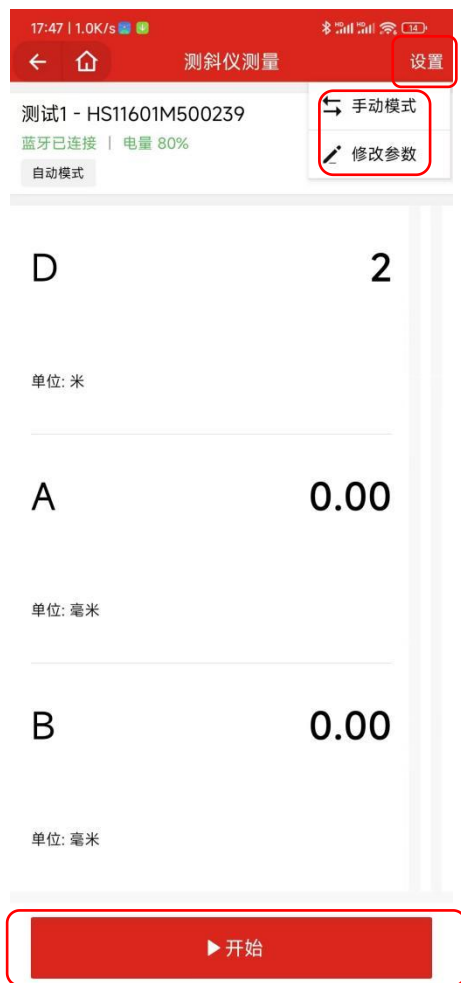 17:47 | 1.0K/s HD HD 14
测斜仪测量 设置
测试1 - HS11601M500239
蓝牙已连接 | 电量 80%
自动模式
手动模式
修改参数
D 2
单位: 米
A 0.00
单位: 毫米
B 0.00
单位: 毫米
开始